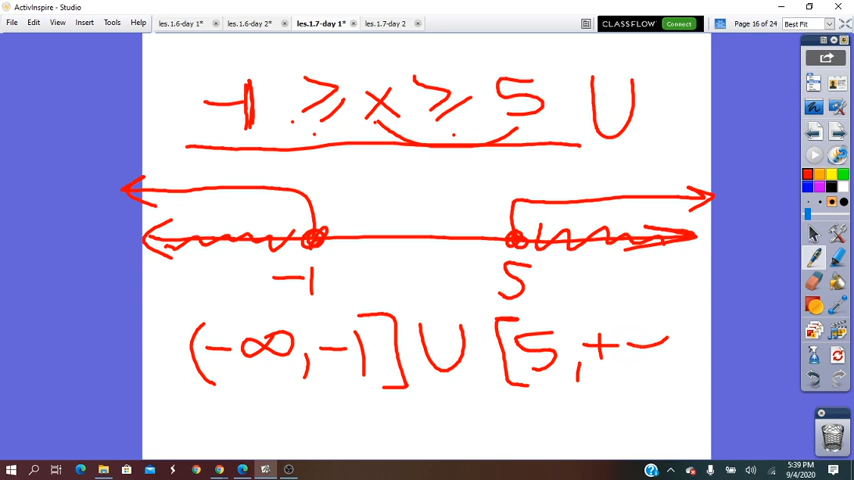 ActivInspire - Studio
File Edit View Insert Tools Help
les.1.6-day 1* les.1.6-day 2* les.1.7-day 1* les.1.7-day 2
CLASSFLOW Connect Page 16 of 24 Best Fit
-1 ≥ x ≥ 5 U
-1 5
(-∞, -1] U [5, +
5:39 PM
9/4/2020